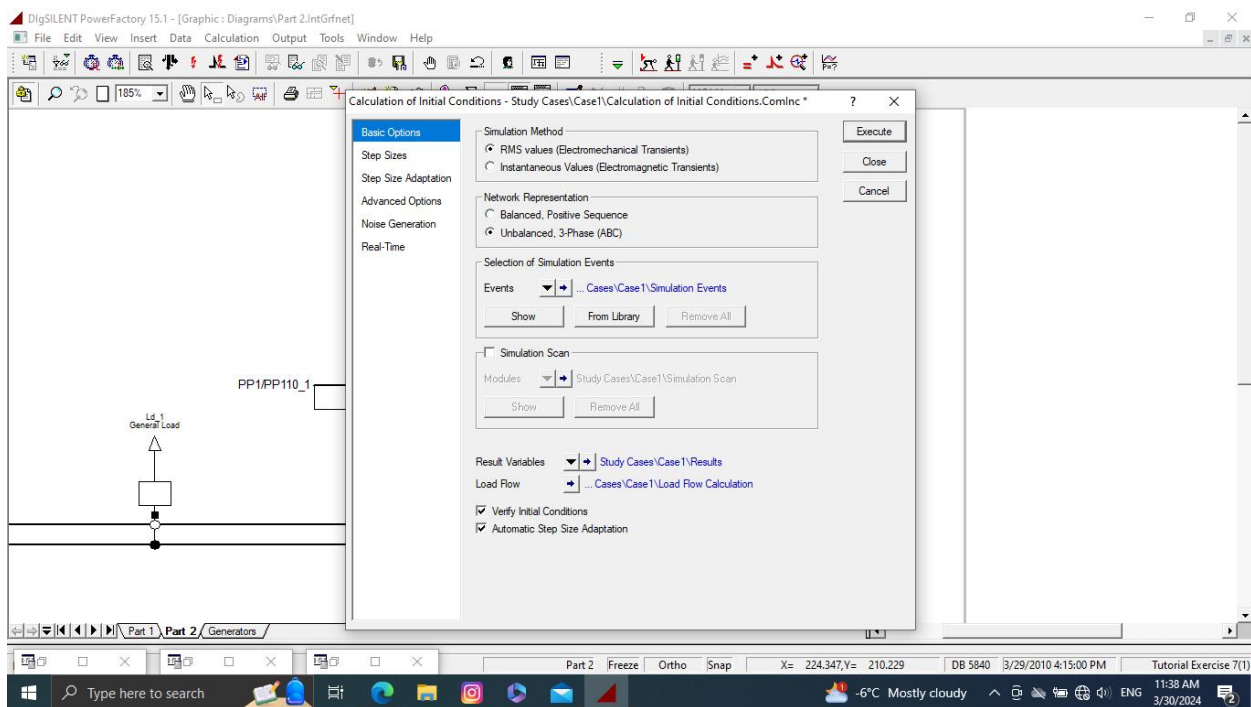 DIgSILENT PowerFactory 15.1 - [Graphic : Diagrams\Part 2.IntGrfnet]
File Edit View Insert Data Calculation Output Tools Window Help
185%
Calculation of Initial Conditions - Study Cases\Case1\Calculation of Initial Conditions.ComInc *
?
Basic Options
Step Sizes
Step Size Adaptation
Advanced Options
Noise Generation
Real-Time
Simulation Method
RMS values (Electromechanical Transients)
Instantaneous Values (Electromagnetic Transients)
Network Representation
Balanced, Positive Sequence
Unbalanced, 3-Phase (ABC)
Selection of Simulation Events
Events ... Cases\Case1\Simulation Events
Show From Library Remove All
Simulation Scan
Modules Study Cases\Case1\Simulation Scan
Show Remove All
Result Variables Study Cases\Case1\Results
Load Flow ... Cases\Case1\Load Flow Calculation
Verify Initial Conditions
Automatic Step Size Adaptation
Execute
Close
Cancel
PP1/PP110_1
Ld_1
General Load
Part 1 Part 2 Generators
Part 2 Freeze Ortho Snap X= 224.347,Y= 210.229 DB 5840 3/29/2010 4:15:00 PM Tutorial Exercise 7(1)
Type here to search
-6°C Mostly cloudy ENG
11:38 AM
3/30/2024
2